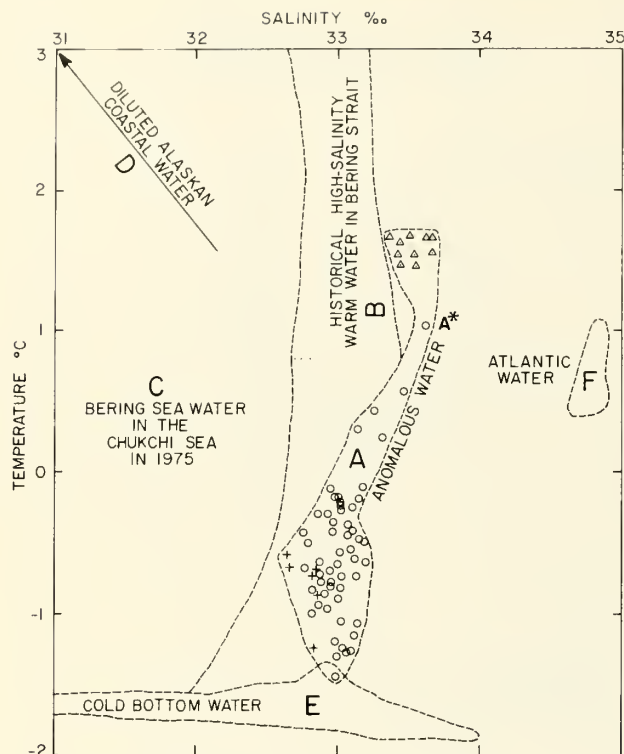 SALINITY ‰
31 32 33 34 35
3
2
1
0
-1
-2
TEMPERATURE °C
DILUTED ALASKAN
COASTAL WATER
D
HISTORICAL HIGH-SALINITY
WARM WATER IN BERING STRAIT
B
A*
ATLANTIC
WATER
F
C
BERING SEA WATER
IN THE
CHUKCHI SEA
IN 1975
A
ANOMALOUS WATER
COLD BOTTOM WATER
E